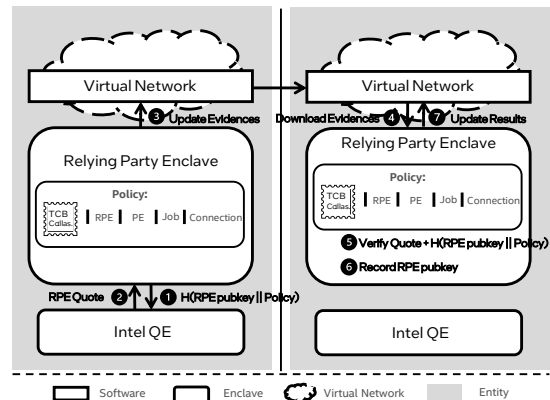 Virtual Network
Virtual Network
3 Update Evidences
Download Evidences 4
7 Update Results
Relying Party Enclave
Policy:
TCB
Callas.
RPE
PE
Job
Connection
Relying Party Enclave
Policy:
TCB
Callas.
RPE
PE
Job
Connection
5 Verify Quote + H(RPE pubkey || Policy)
6 Record RPE pubkey
RPE Quote 2
1 H(RPE pubkey || Policy)
Intel QE
Intel QE
Software
Enclave
Virtual Network
Entity